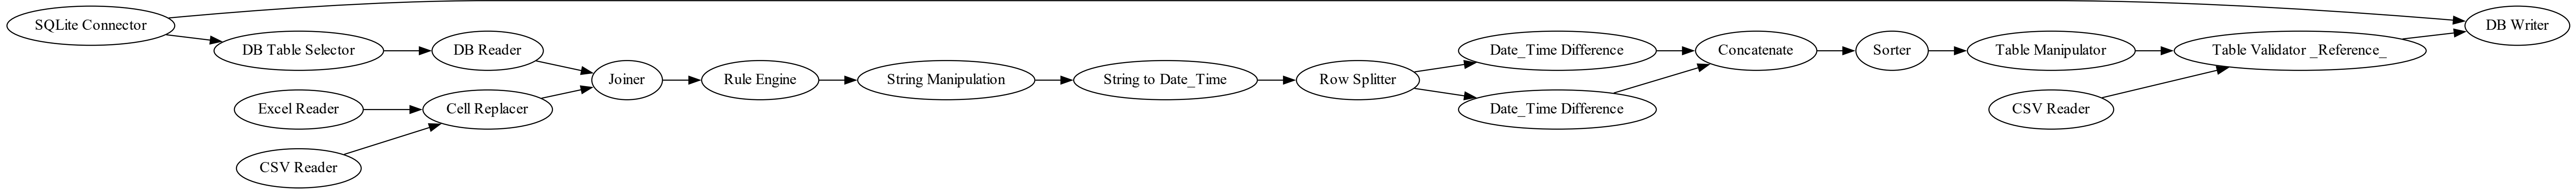 SQLite Connector
DB Table Selector
DB Reader
Excel Reader
Cell Replacer
CSV Reader
Joiner
Rule Engine
String Manipulation
String to Date_Time
Row Splitter
Date_Time Difference
Date_Time Difference
Concatenate
Sorter
Table Manipulator
CSV Reader
Table Validator _Reference_
DB Writer